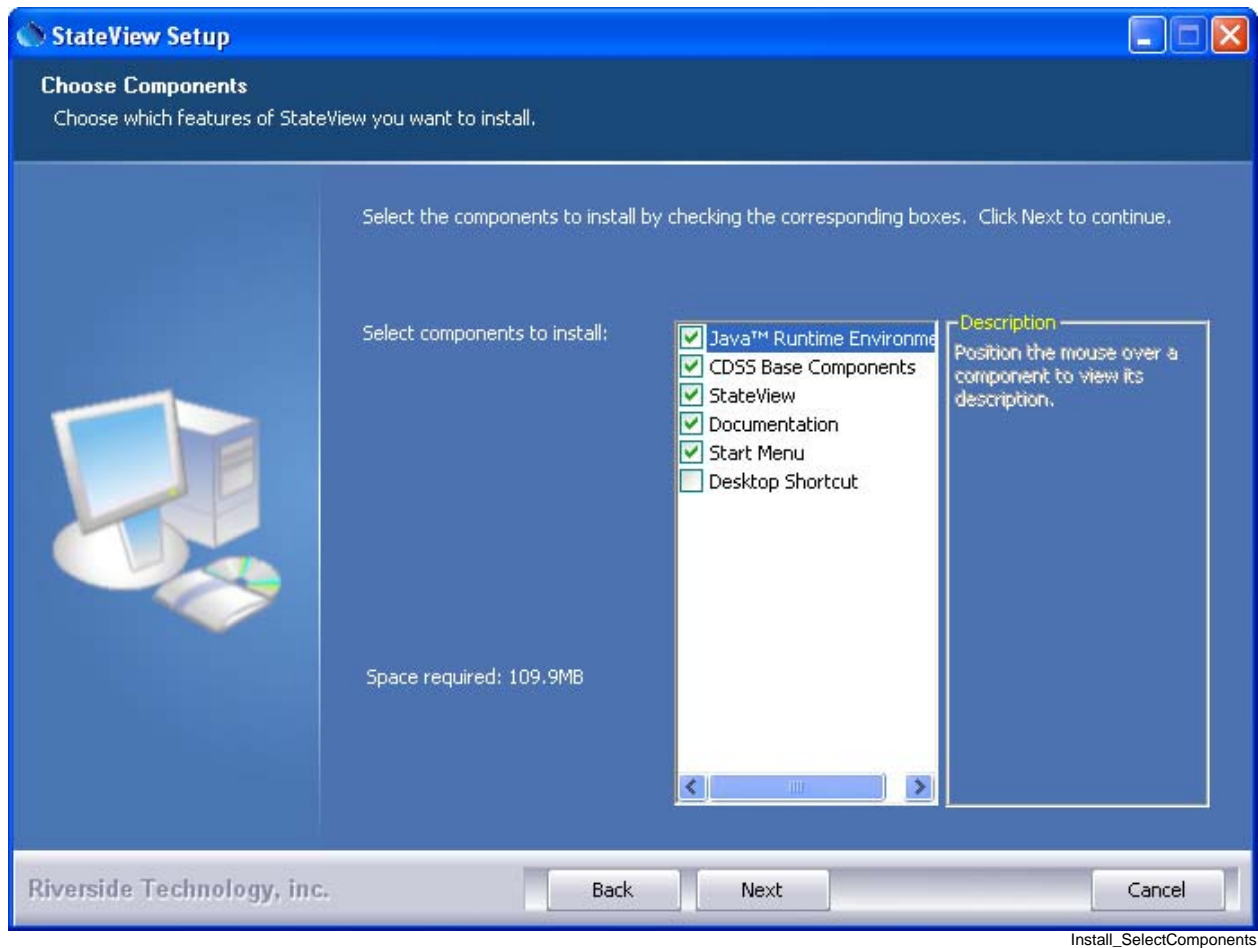 StateView Setup
Choose Components
Choose which features of StateView you want to install.
Select the components to install by checking the corresponding boxes. Click Next to continue.
Select components to install:
Java™ Runtime Environme
CDSS Base Components
StateView
Documentation
Start Menu
Desktop Shortcut
Description
Position the mouse over a
component to view its
description.
Space required: 109.9MB
Riverside Technology, inc.
Back
Next
Cancel
Install_SelectComponents